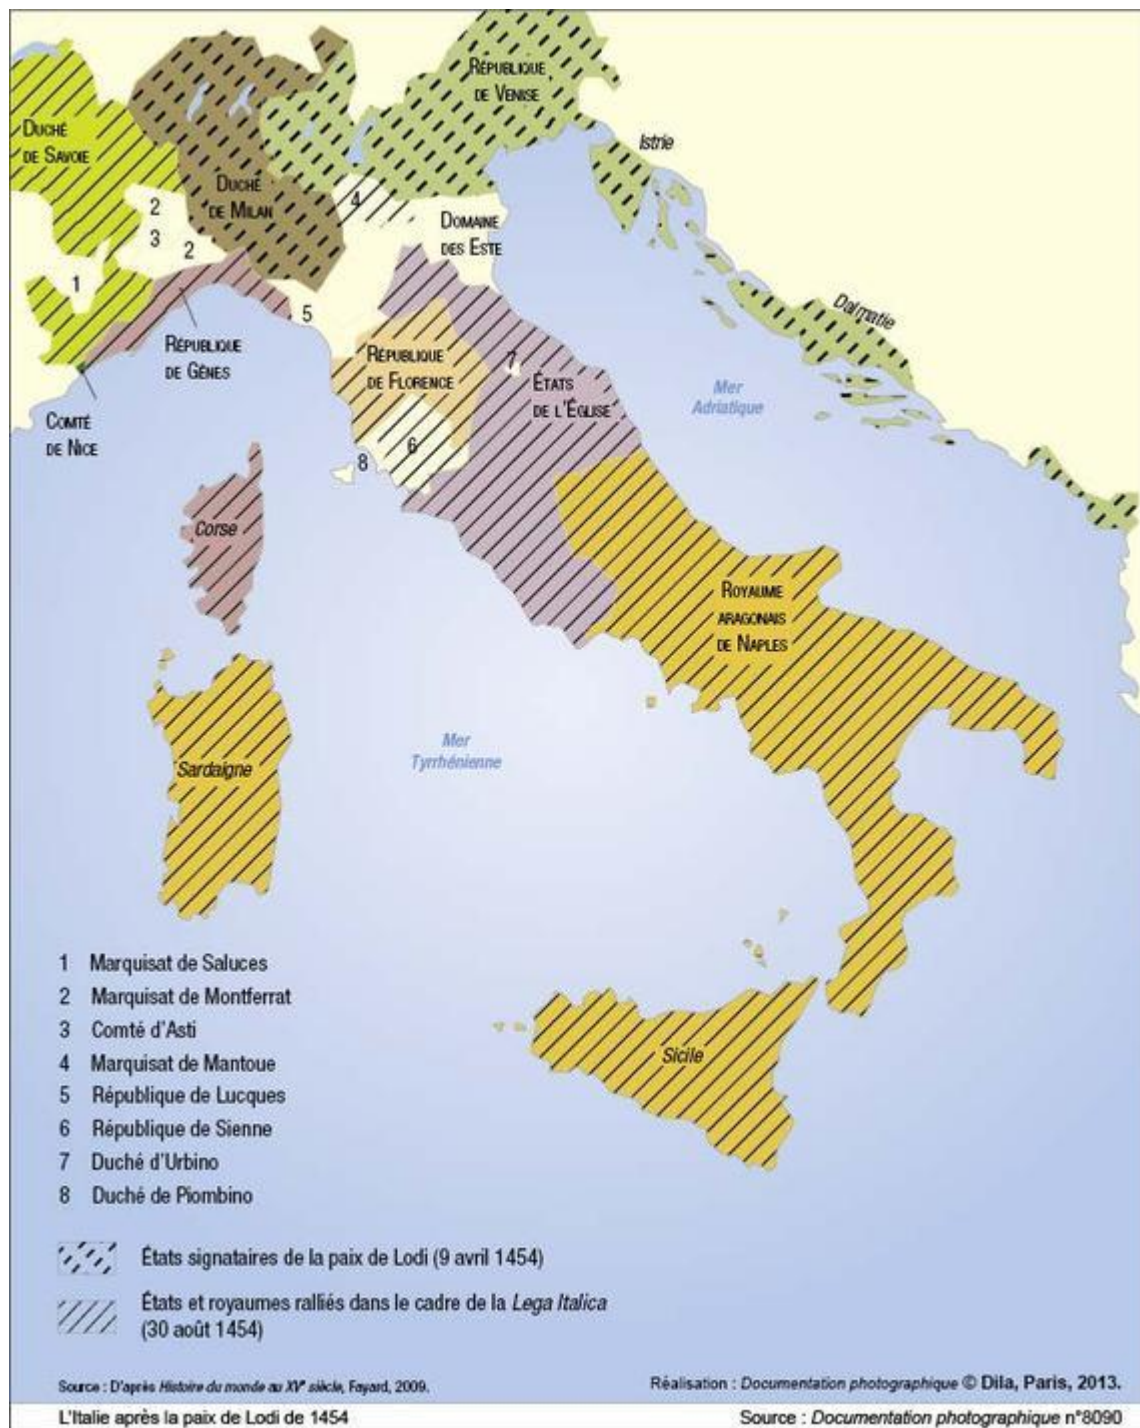 RÉPUBLIQUE
DE VENISE
Istrie
DUCHÉ
DE SAVOIE
DUCHÉ
DE MILAN
4
2
3
2
DOMAINE
DES ESTE
1
5
Dalmatie
RÉPUBLIQUE
DE GÊNES
RÉPUBLIQUE
DE FLORENCE
7
ÉTATS
DE L'ÉGLISE
Mer
Adriatique
COMTÉ
DE NICE
6
8
Corse
ROYAUME
ARAGONAIS
DE NAPLES
Mer
Tyrrhénienne
Sardaigne
Sicile
1 Marquisat de Saluces
2 Marquisat de Montferrat
3 Comté d'Asti
4 Marquisat de Mantoue
5 République de Lucques
6 République de Sienne
7 Duché d'Urbino
8 Duché de Piombino
États signataires de la paix de Lodi (9 avril 1454)
États et royaumes ralliés dans le cadre de la Lega Italica
(30 août 1454)
Source : D'après Histoire du monde au XVe siècle, Fayard, 2009.
Réalisation : Documentation photographique © Dila, Paris, 2013.
L'Italie après la paix de Lodi de 1454
Source : Documentation photographique n°8090